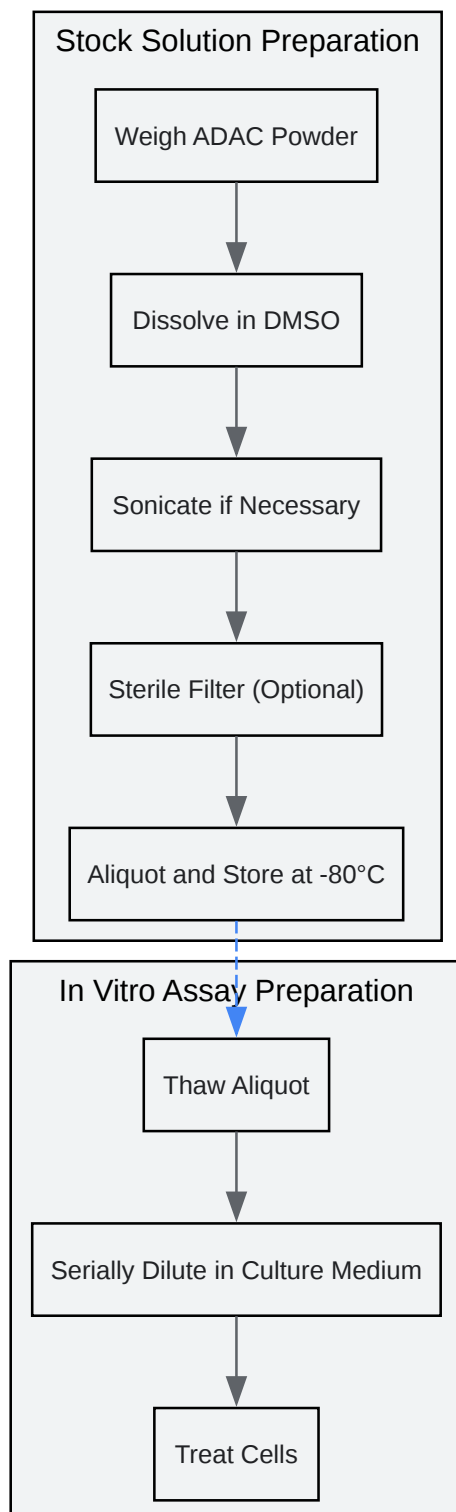 Stock Solution Preparation
Weigh ADAC Powder
Dissolve in DMSO
Sonicate if Necessary
Sterile Filter (Optional)
Aliquot and Store at -80°C
In Vitro Assay Preparation
Thaw Aliquot
Serially Dilute in Culture Medium
Treat Cells